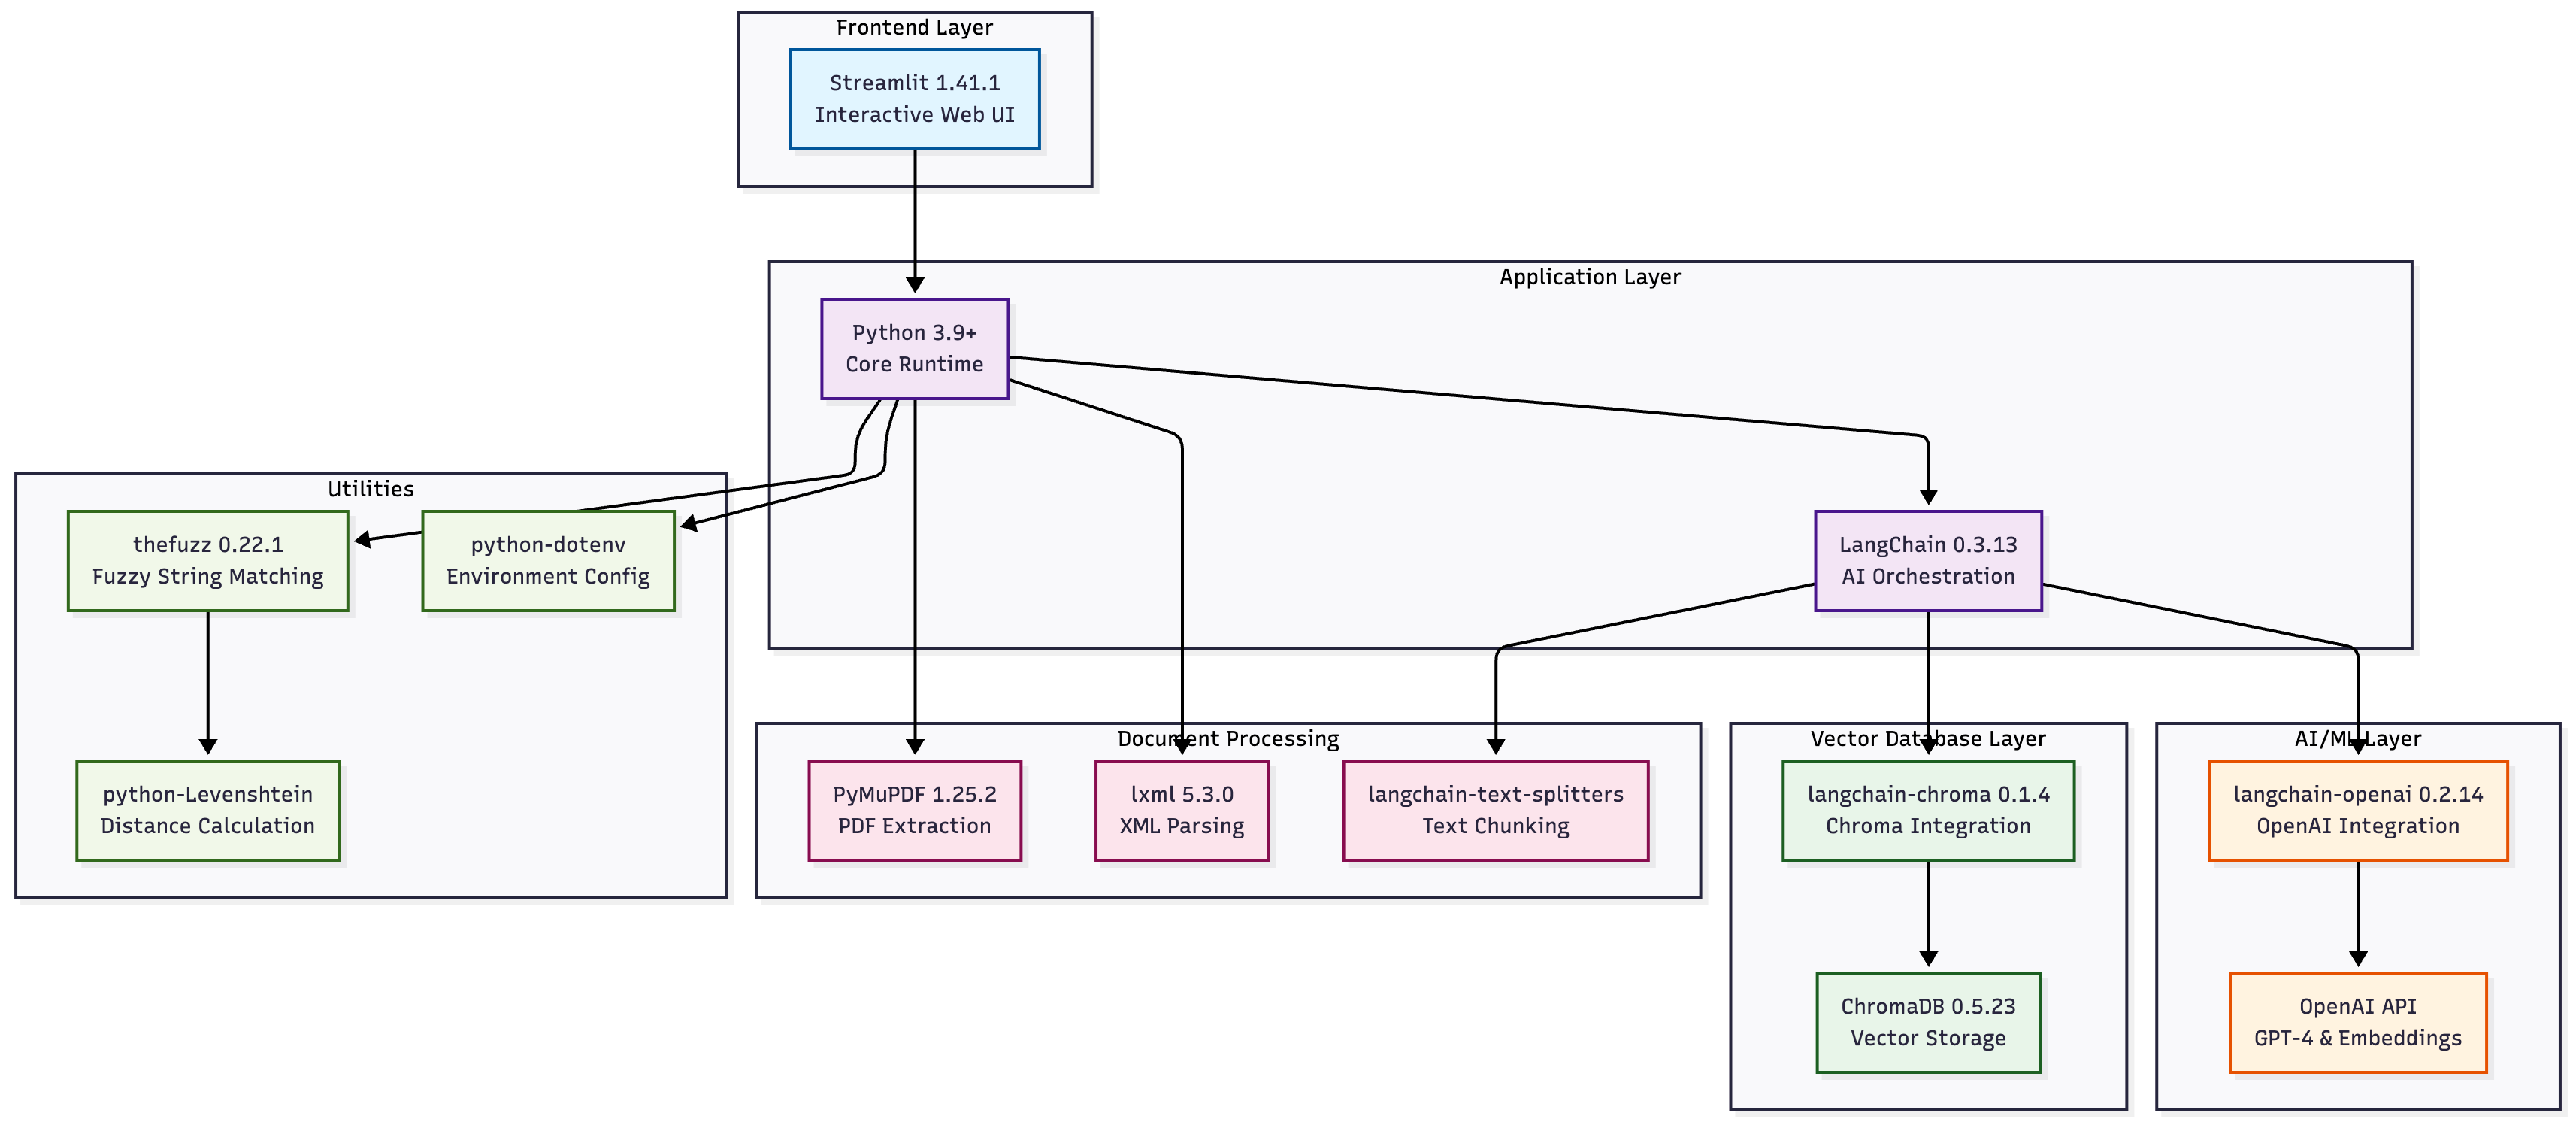 Frontend Layer
Streamlit 1.41.1
Interactive Web UI
Application Layer
Python 3.9+
Core Runtime
LangChain 0.3.13
AI Orchestration
Utilities
thefuzz 0.22.1
Fuzzy String Matching
python-dotenv
Environment Config
python-Levenshtein
Distance Calculation
Document Processing
PyMuPDF 1.25.2
PDF Extraction
lxml 5.3.0
XML Parsing
langchain-text-splitters
Text Chunking
Vector Database Layer
langchain-chroma 0.1.4
Chroma Integration
ChromaDB 0.5.23
Vector Storage
AI/ML Layer
langchain-openai 0.2.14
OpenAI Integration
OpenAI API
GPT-4 & Embeddings